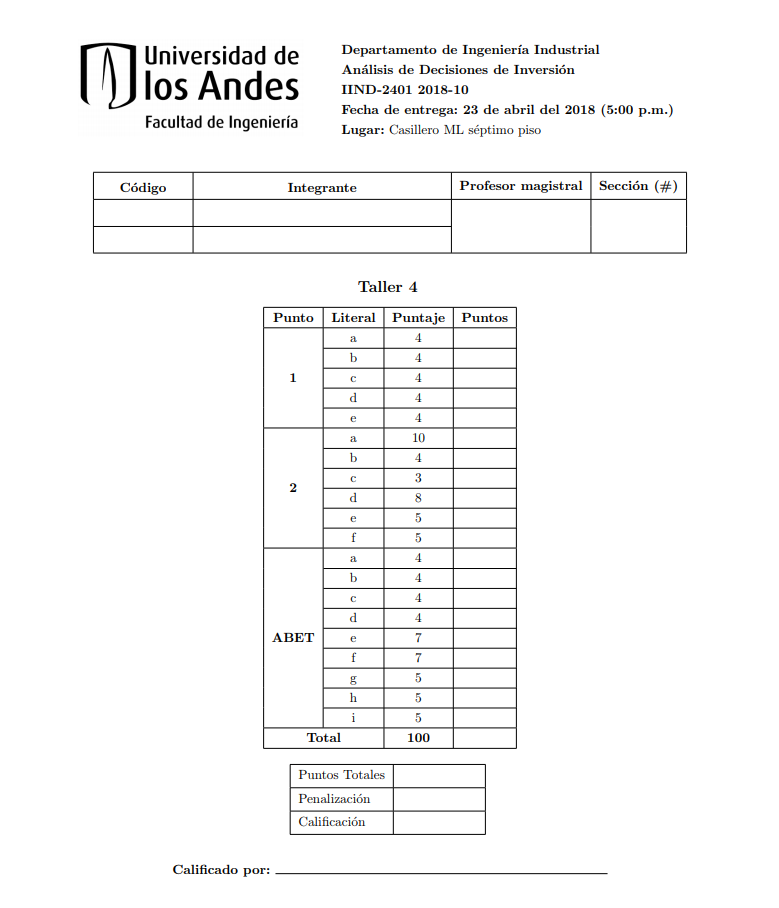 Universidad de
los Andes
Facultad de Ingeniería
Departamento de Ingeniería Industrial
Análisis de Decisiones de Inversión
IIND-2401 2018-10
Fecha de entrega: 23 de abril del 2018 (5:00 p.m.)
Lugar: Casillero ML séptimo piso
Código Integrante Profesor magistral Sección (#)
Taller 4
Punto Literal Puntaje Puntos
1
a 4
b 4
c 4
d 4
e 4
2
a 10
b 4
c 3
d 8
e 5
f 5
ABET
a 4
b 4
c 4
d 4
e 7
f 7
g 5
h 5
i 5
Total 100
Puntos Totales
Penalización
Calificación
Calificado por: